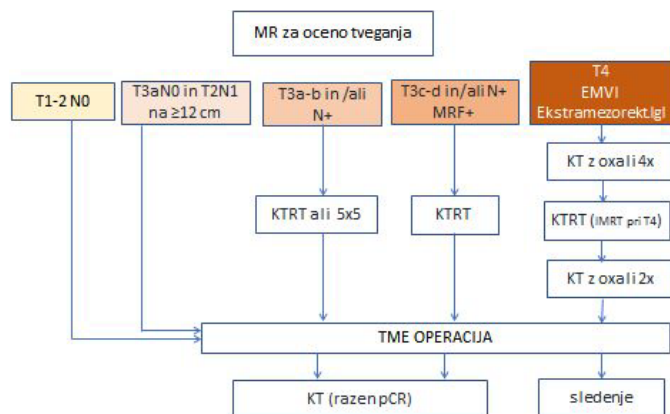 MR za oceno tveganja
T1-2 N0
T3aN0 in T2N1
na ≥12 cm
T3a-b in /ali
N+
T3c-d in/ali N+
MRF+
T4
EMVI
Ekstramezorekt.lgl
KT z oxali 4x
KTRT ali 5x5
KTRT
KTRT (IMRT pri T4)
KT z oxali 2x
TME OPERACIJA
KT (razen pCR)
sledenje